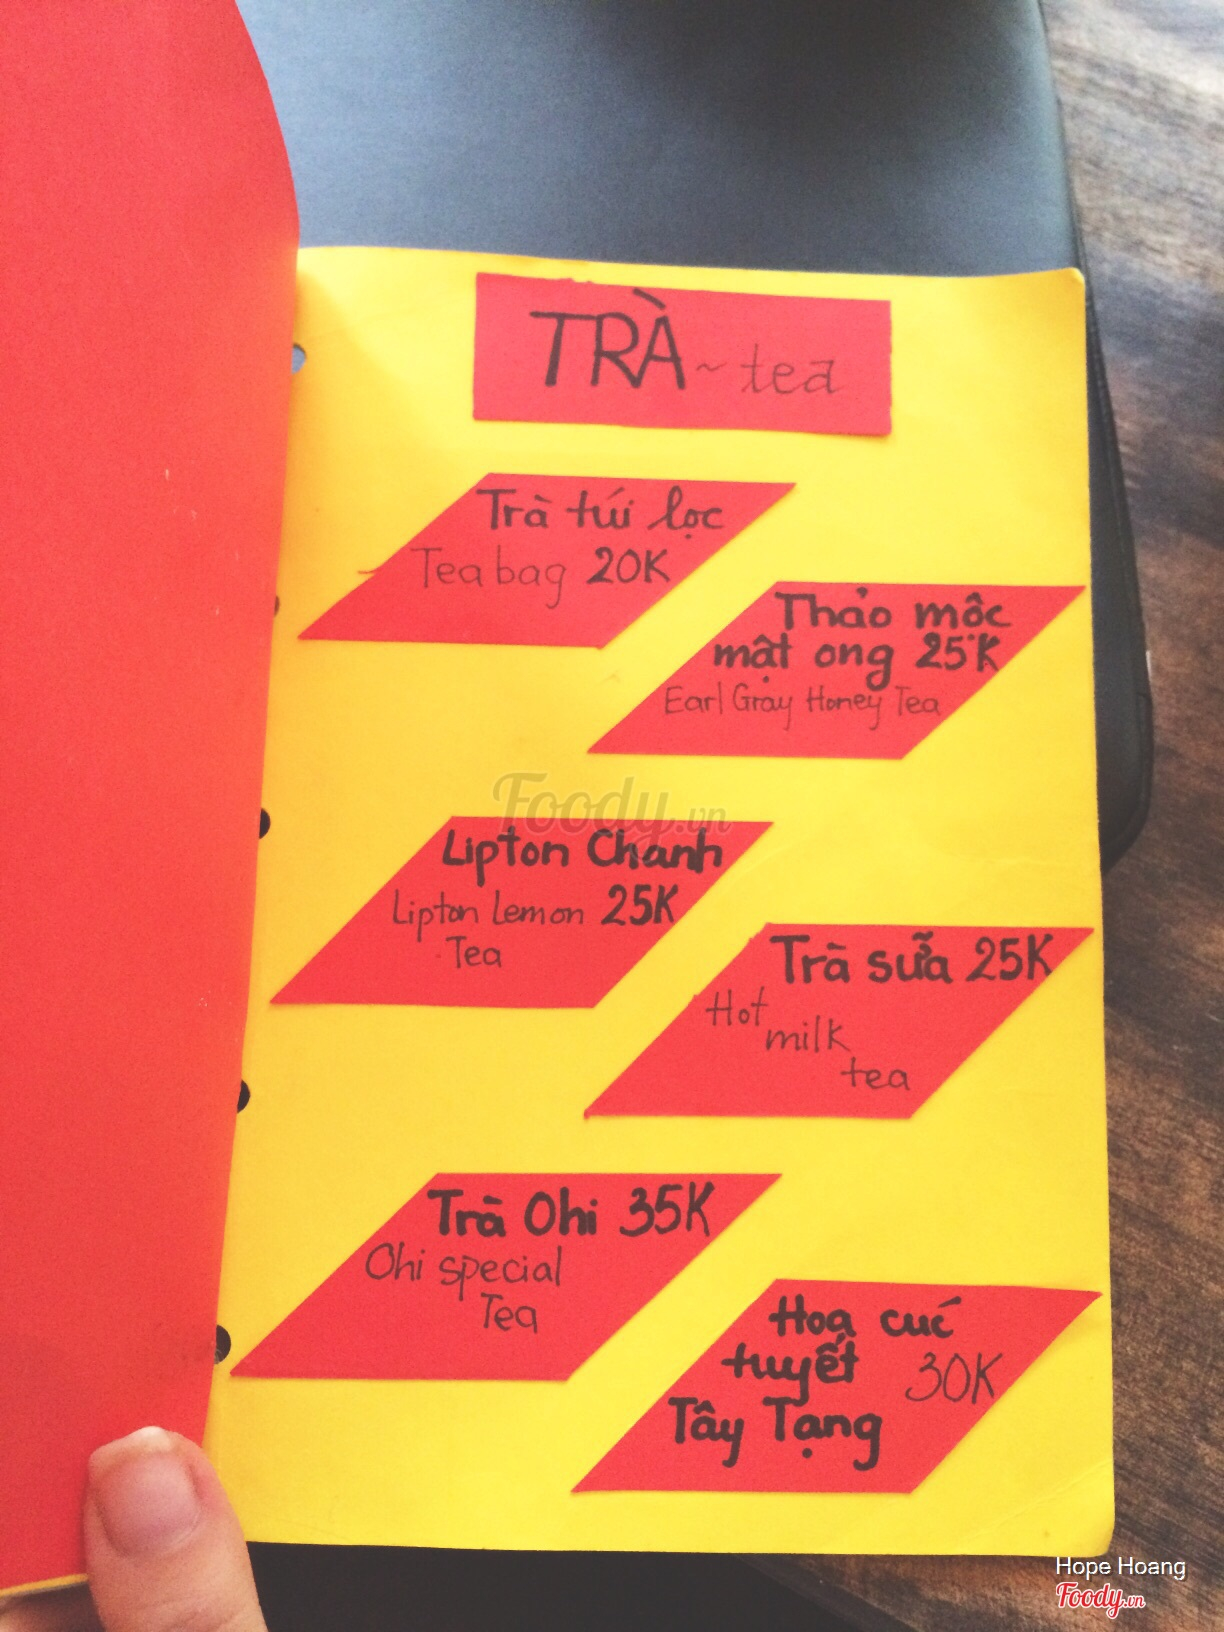 TRÀ ~ tea
Trà túi lọc
Tea bag 20K
Thảo môc
mật ong 25K
Earl Gray Honey Tea
Foody.vn
Lipton Chanh
Lipton Lemon 25K
Tea
Trà sữa 25K
Hot
milk
tea
Trà Ohi 35K
Ohi special
Tea
Hoa cúc
tuyết 30K
Tây Tạng
Hope Hoang
Foody.vn